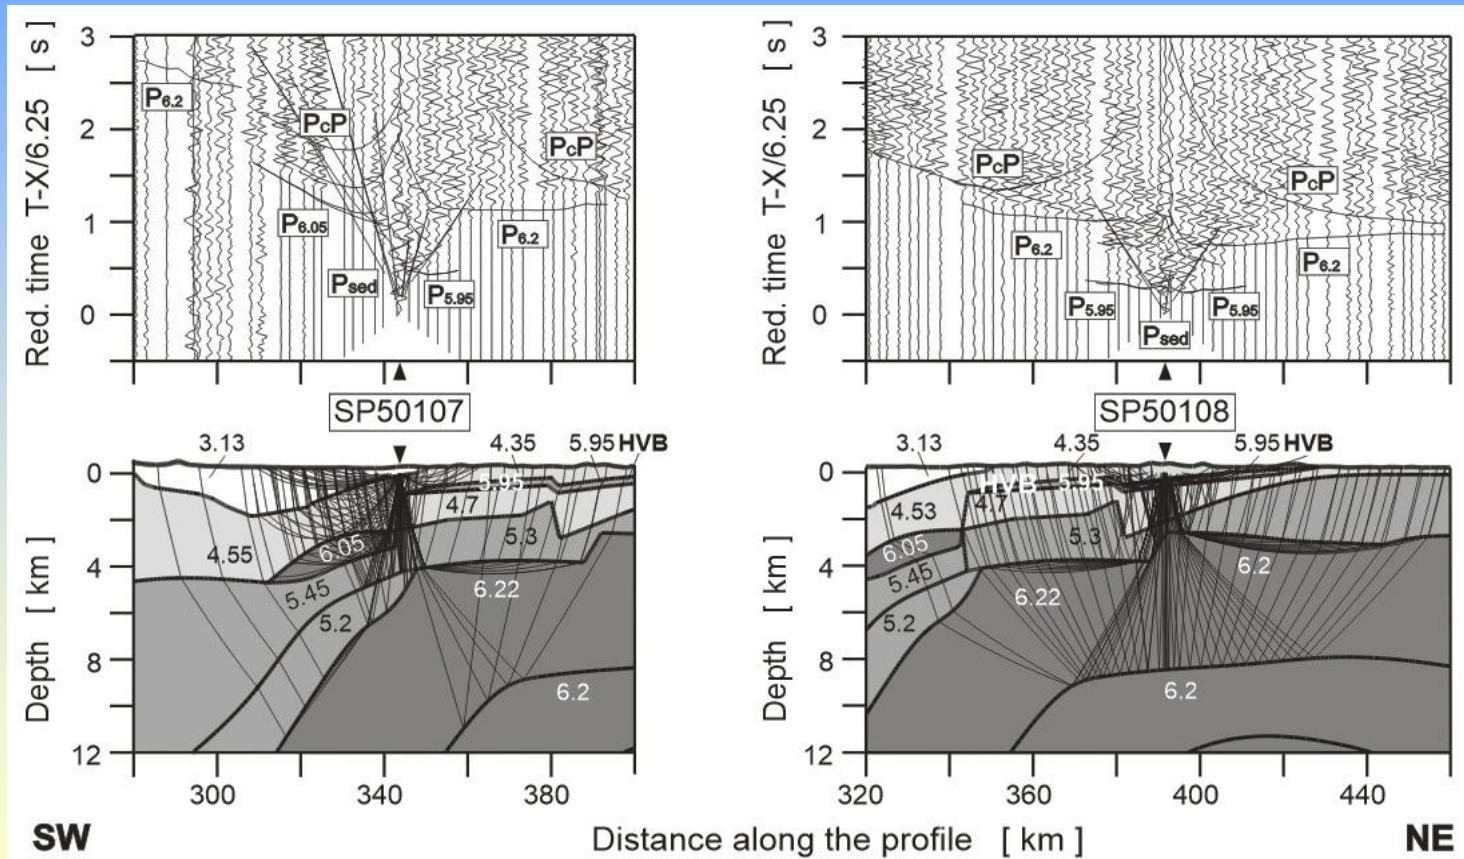 Red. time T-X/6.25 [ s ]
3
2
1
0
P6.2
PcP
PcP
P6.05
P6.2
Psed
P5.95
Red. time T-X/6.25 [ s ]
3
2
1
0
PcP
PcP
P6.2
P6.2
P5.95
P5.95
Psed
SP50107
SP50108
3.13
4.35
5.95 HVB
Depth [ km ]
0
4
8
12
5.95
4.7
4.55
6.05
5.3
5.45
6.22
5.2
6.2
300
340
380
3.13
4.35
5.95 HVB
Depth [ km ]
0
4
8
12
HVB
5.95
4.7
4.53
6.05
5.3
5.45
6.2
6.22
5.2
6.2
320
360
400
440
SW
Distance along the profile [ km ]
NE